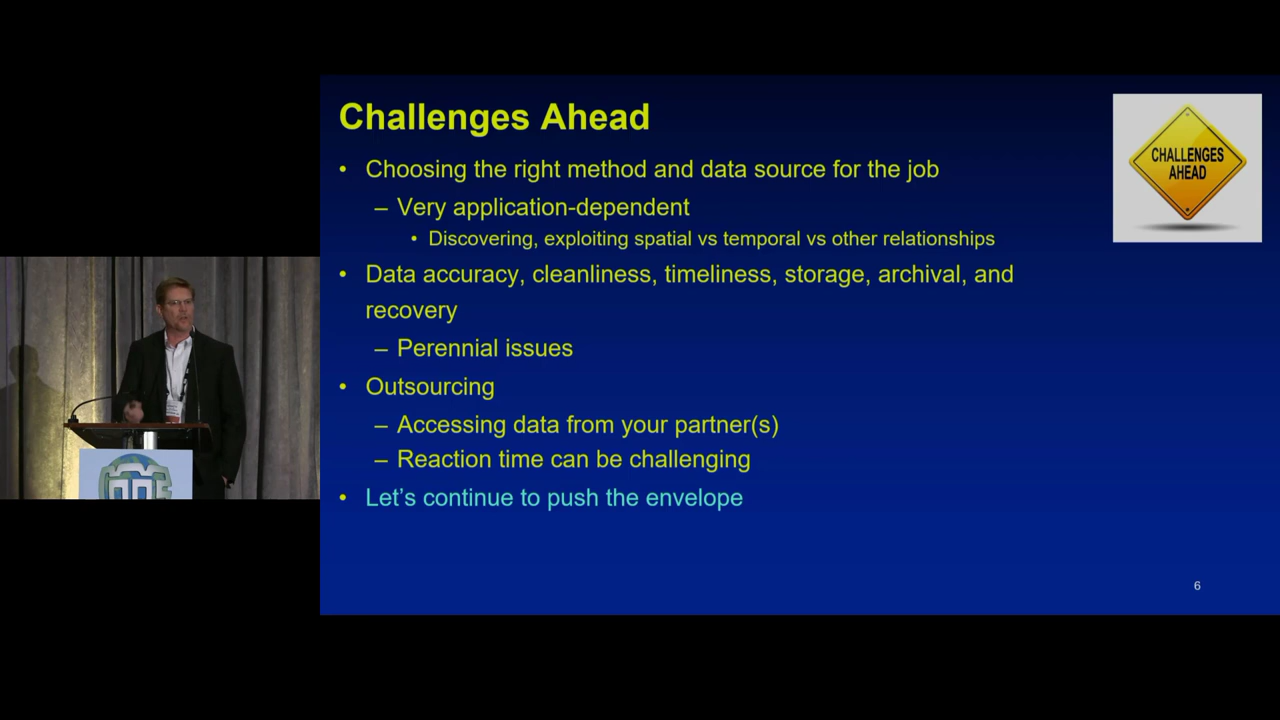 Challenges Ahead
• Choosing the right method and data source for the job
– Very application-dependent
• Discovering, exploiting spatial vs temporal vs other relationships
• Data accuracy, cleanliness, timeliness, storage, archival, and
recovery
– Perennial issues
• Outsourcing
– Accessing data from your partner(s)
– Reaction time can be challenging
• Let's continue to push the envelope
CHALLENGES
AHEAD
6